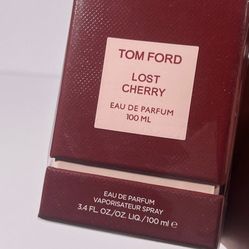 TOM FORD
LOST
CHERRY
EAU DE PARFUM
100 ML
EAU DE PARFUM
VAPORISATEUR SPRAY
3.4 FL. OZ./OZ. LIQ./100 ml ℮